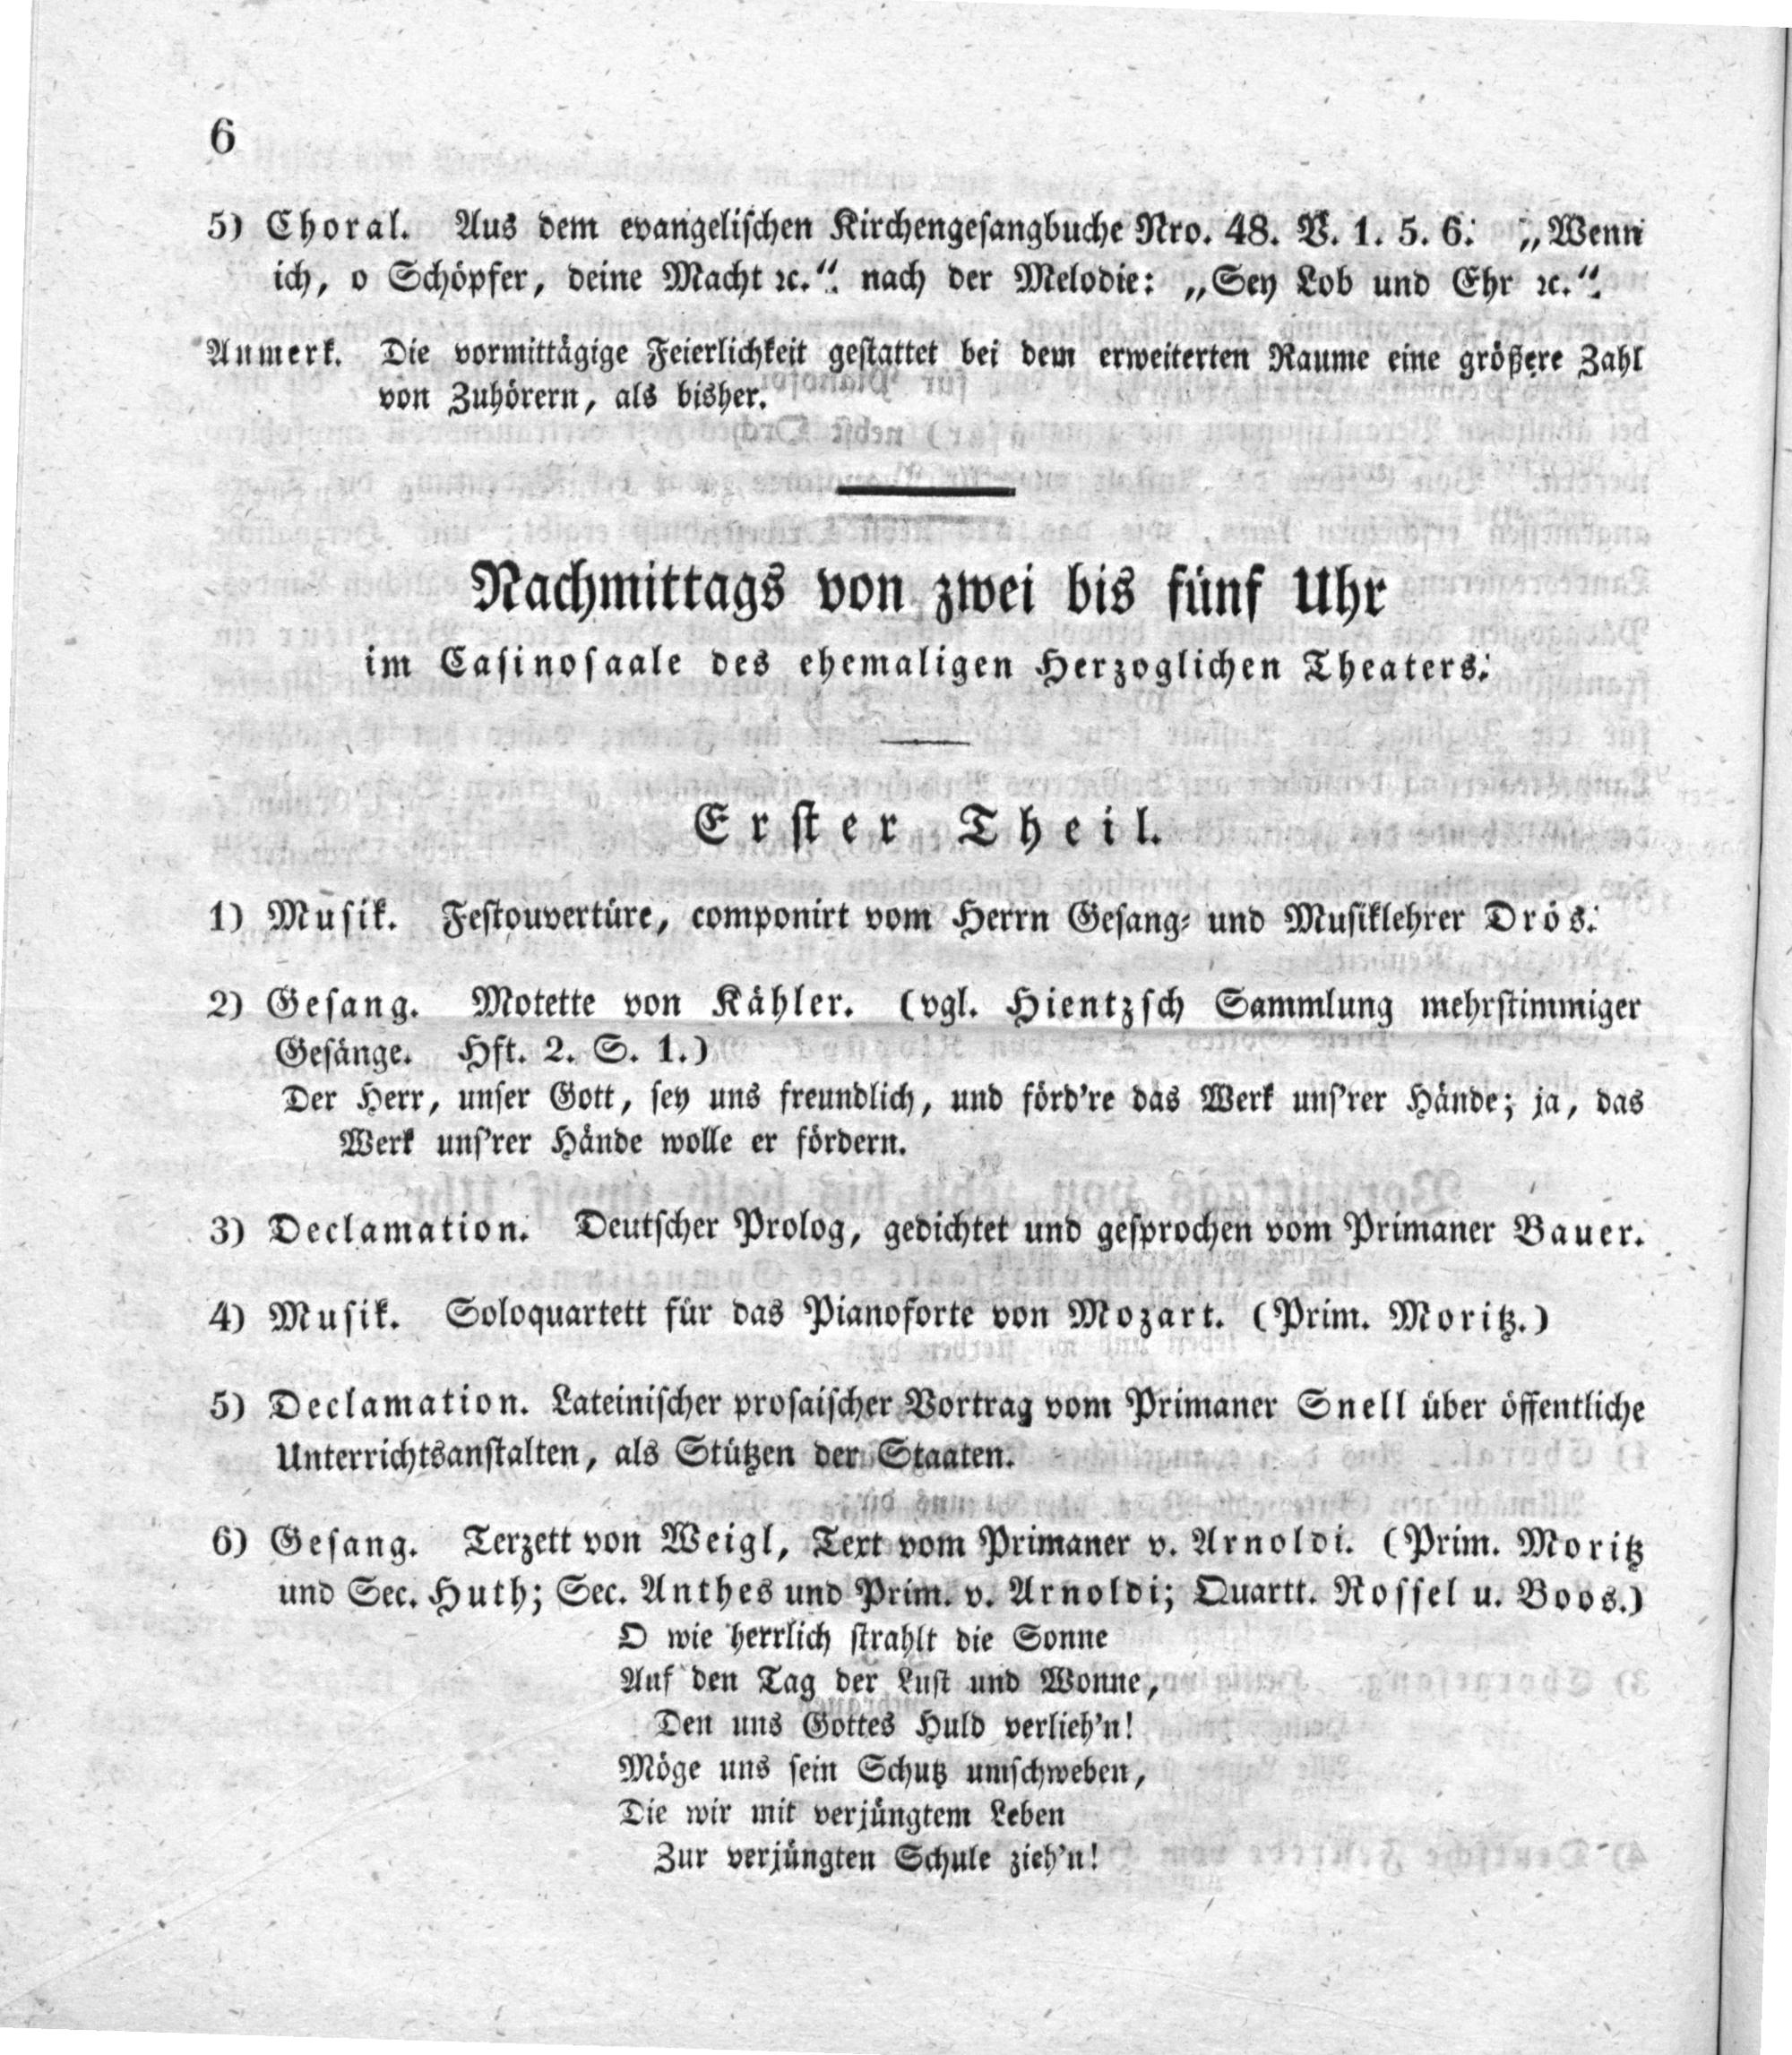 6
5) Choral. Aus dem evangelischen Kirchengesangbuche Nro. 48. V. 1. 5. 6. „Wenn
ich, o Schöpfer, deine Macht ꝛc.“ nach der Melodie: „Sey Lob und Ehr ꝛc.“
Anmerk. Die vormittägige Feierlichkeit gestattet bei dem erweiterten Raume eine größere Zahl
von Zuhörern, als bisher.
Nachmittags von zwei bis fünf Uhr
im Casinosaale des ehemaligen Herzoglichen Theaters.
Erster Theil.
1) Musik. Festouvertüre, componirt vom Herrn Gesang- und Musiklehrer Drös.
2) Gesang. Motette von Kähler. (vgl. Hientzsch Sammlung mehrstimmiger
Gesänge. Hft. 2. S. 1.)
Der Herr, unser Gott, sey uns freundlich, und förd're das Werk uns'rer Hände; ja, das
Werk uns'rer Hände wolle er fördern.
3) Declamation. Deutscher Prolog, gedichtet und gesprochen vom Primaner Bauer.
4) Musik. Soloquartett für das Pianoforte von Mozart. (Prim. Moritz.)
5) Declamation. Lateinischer prosaischer Vortrag vom Primaner Snell über öffentliche
Unterrichtsanstalten, als Stützen der Staaten.
6) Gesang. Terzett von Weigl, Text vom Primaner v. Arnoldi. (Prim. Moritz
und Sec. Huth; Sec. Anthes und Prim. v. Arnoldi; Quartt. Rossel u. Boos.)
O wie herrlich strahlt die Sonne
Auf den Tag der Lust und Wonne,
Den uns Gottes Huld verlieh'n!
Möge uns sein Schutz umschweben,
Die wir mit verjüngtem Leben
Zur verjüngten Schule zieh'n!